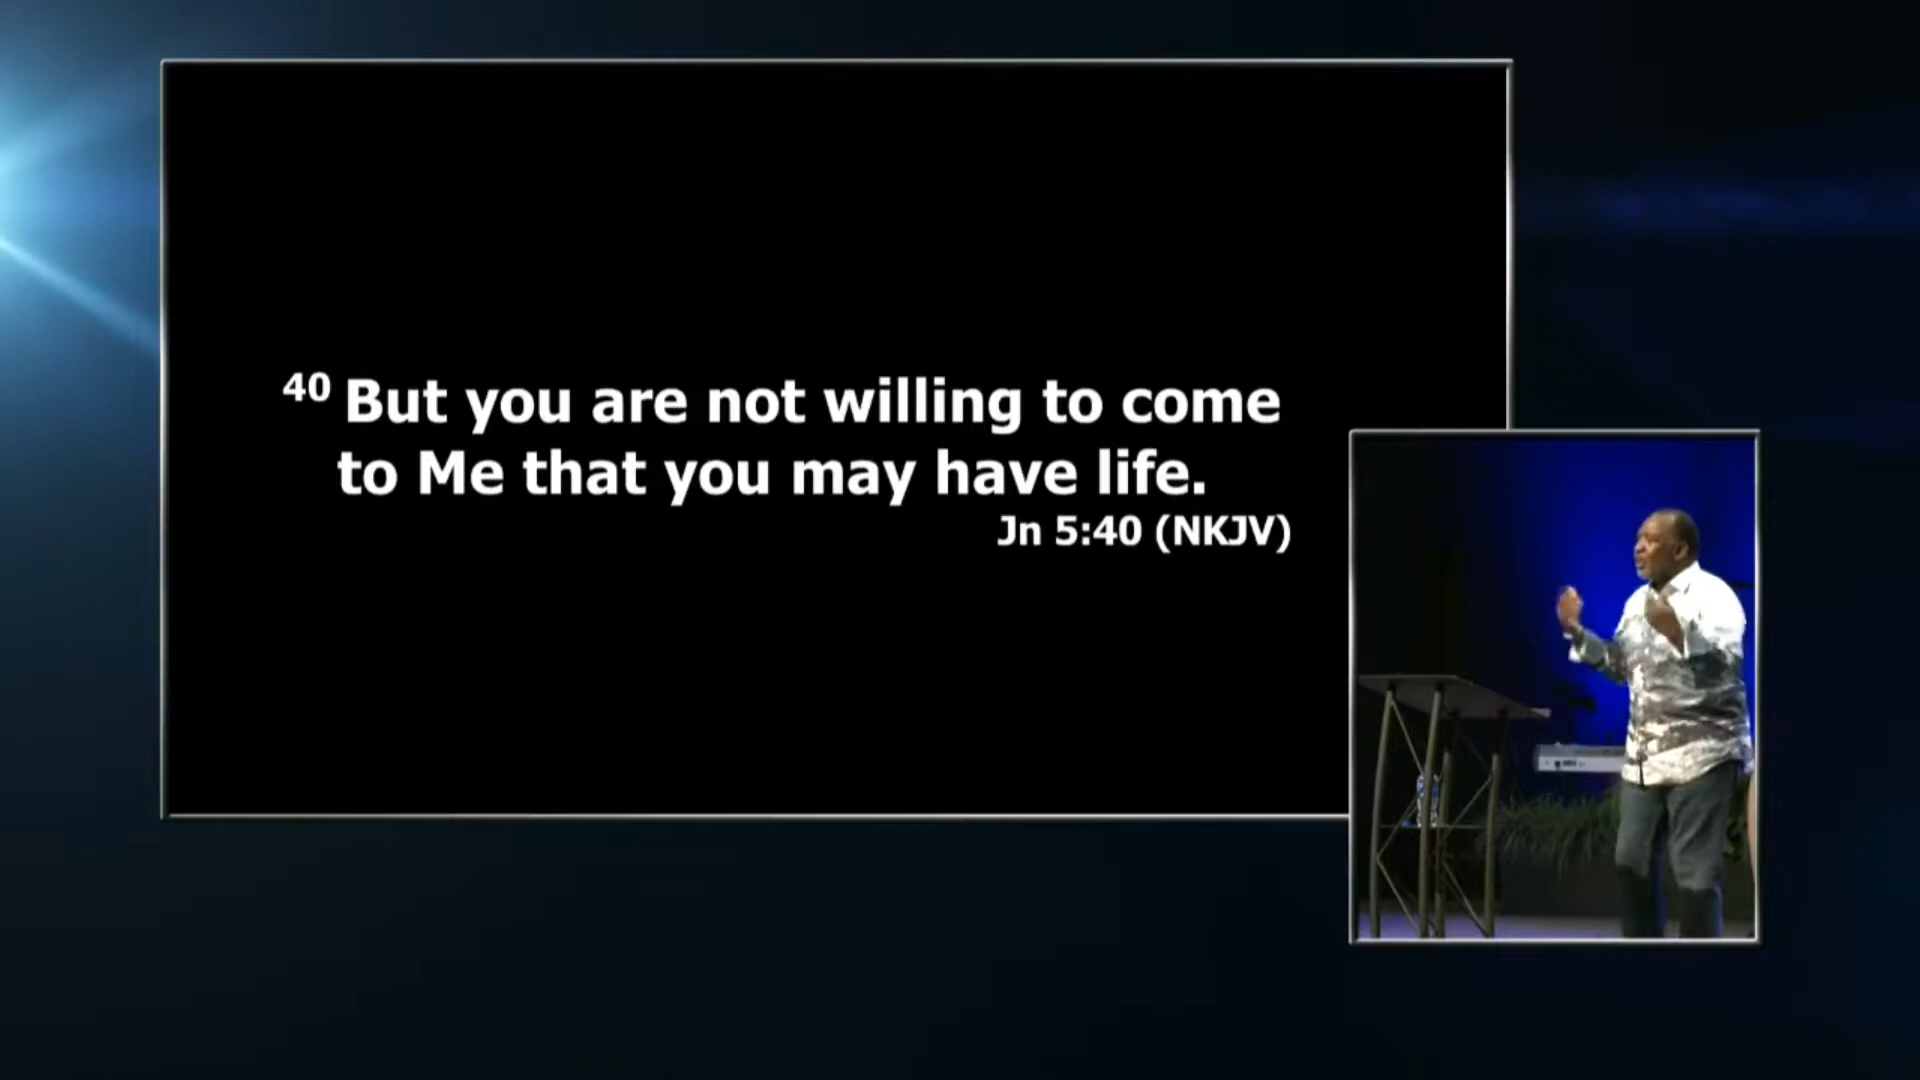 40 But you are not willing to come
to Me that you may have life.
Jn 5:40 (NKJV)